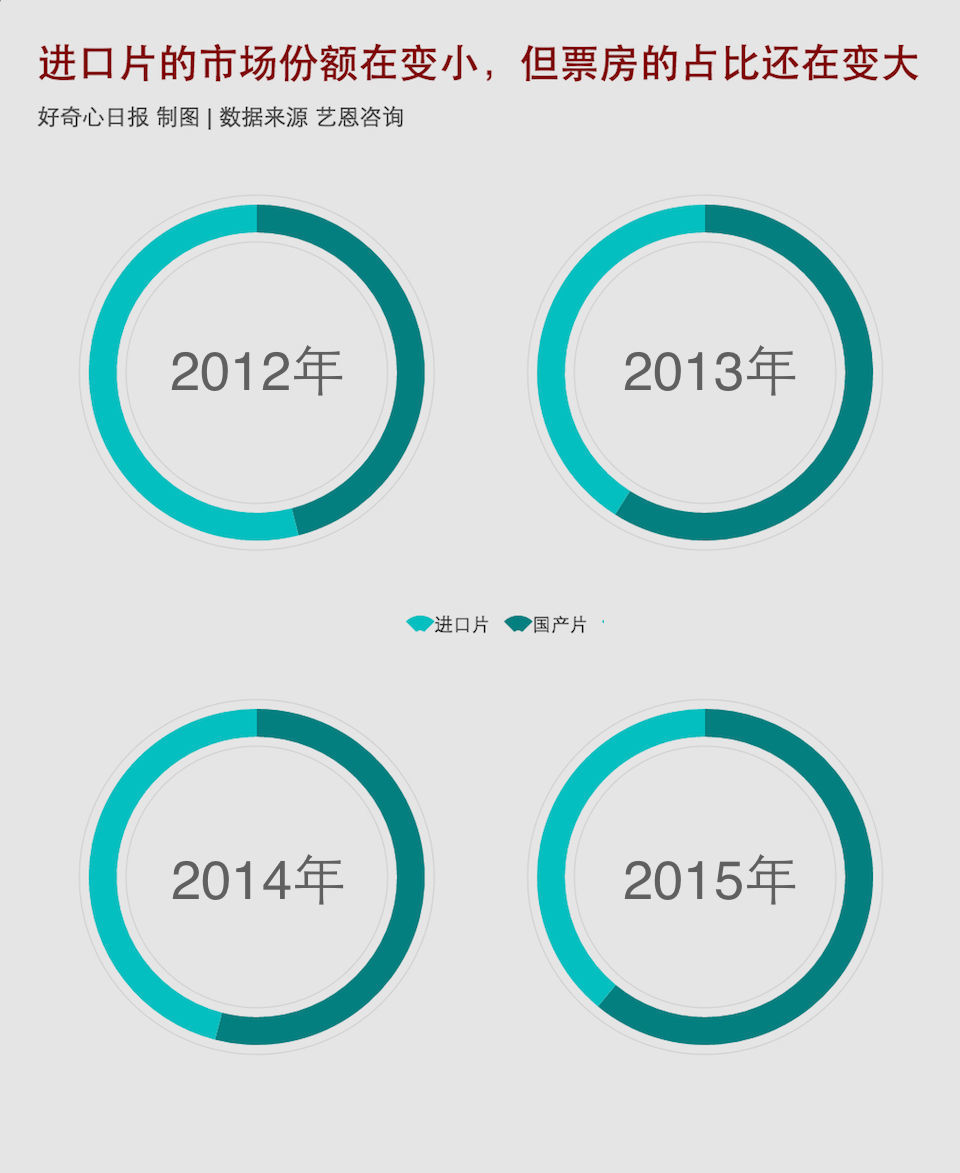 进口片的市场份额在变小，但票房的占比还在变大
好奇心日报 制图 | 数据来源 艺恩咨询
2012年
2013年
进口片 国产片
2014年
2015年